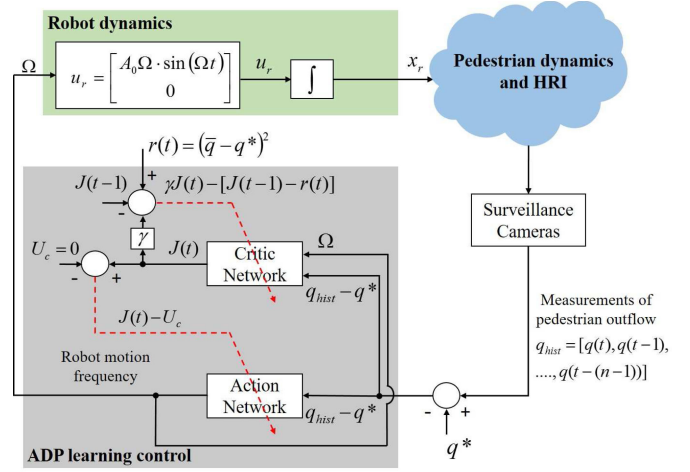 Robot dynamics
Ω
u_r = [A_0Ω · sin(Ωt)
0]
u_r
∫
x_r
Pedestrian dynamics
and HRI
r(t) = (q̅ − q*)²
J(t−1)
+
-
γJ(t)−[J(t−1)−r(t)]
+
γ
Surveillance
Cameras
U_c = 0
J(t)
-
+
Critic
Network
Ω
q_hist − q*
J(t)−U_c
Measurements of
pedestrian outflow
q_hist = [q(t), q(t−1),
...., q(t−(n−1))]
Robot motion
frequency
Action
Network
q_hist − q*
-
+
q*
ADP learning control